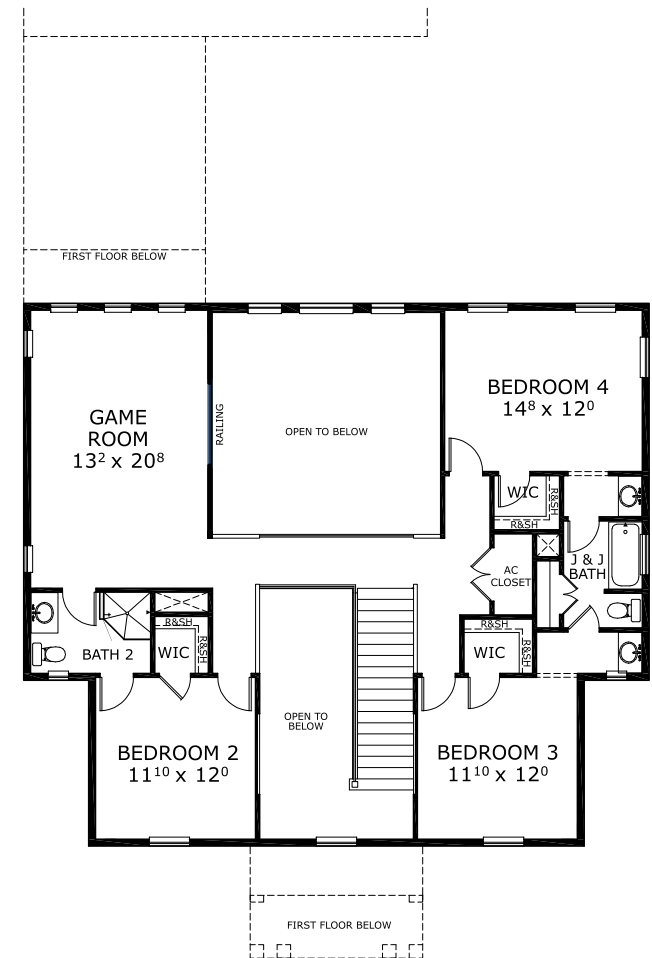 FIRST FLOOR BELOW
GAME
ROOM
13² x 20⁸
RAILING
OPEN TO BELOW
BEDROOM 4
14⁸ x 12⁰
WIC
R&SH
R&SH
J & J
BATH
AC
CLOSET
R&SH
R&SH
WIC
BATH 2
R&SH
R&SH
WIC
OPEN TO
BELOW
BEDROOM 2
11¹⁰ x 12⁰
BEDROOM 3
11¹⁰ x 12⁰
FIRST FLOOR BELOW